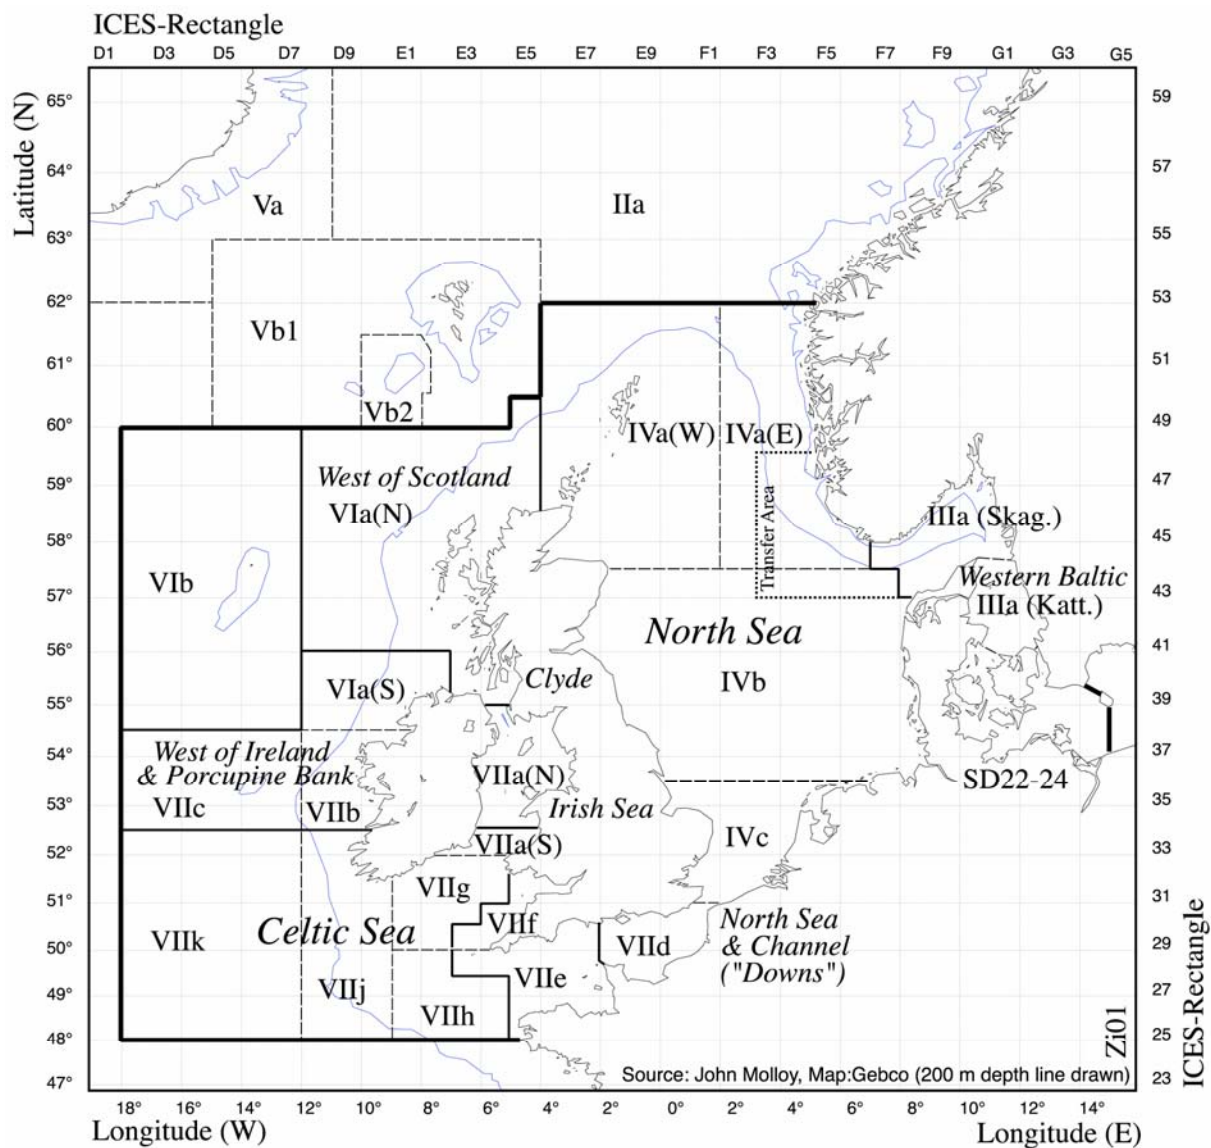 ICES-Rectangle
D1 D3 D5 D7 D9 E1 E3 E5 E7 E9 F1 F3 F5 F7 F9 G1 G3 G5
Latitude (N)
65°
64°
63°
62°
61°
60°
59°
58°
57°
56°
55°
54°
53°
52°
51°
50°
49°
48°
47°
59
57
55
53
51
49
47
45
43
41
39
37
35
33
31
29
27
25
23
ICES-Rectangle
Va
IIa
Vb1
Vb2
IVa(W)
IVa(E)
West of Scotland
VIa(N)
Transfer Area
IIIa (Skag.)
VIb
Western Baltic
IIIa (Katt.)
North Sea
IVb
Clyde
VIa(S)
West of Ireland
& Porcupine Bank
VIIc
VIIb
VIIa(N)
Irish Sea
SD22-24
VIIa(S)
IVc
VIIg
VIIf
Celtic Sea
VIIk
VIIj
VIIh
VIIe
VIId
North Sea
& Channel
("Downs")
Zi01
Source: John Molloy, Map:Gebco (200 m depth line drawn)
18° 16° 14° 12° 10° 8° 6° 4° 2° 0° 2° 4° 6° 8° 10° 12° 14°
Longitude (W)
Longitude (E)